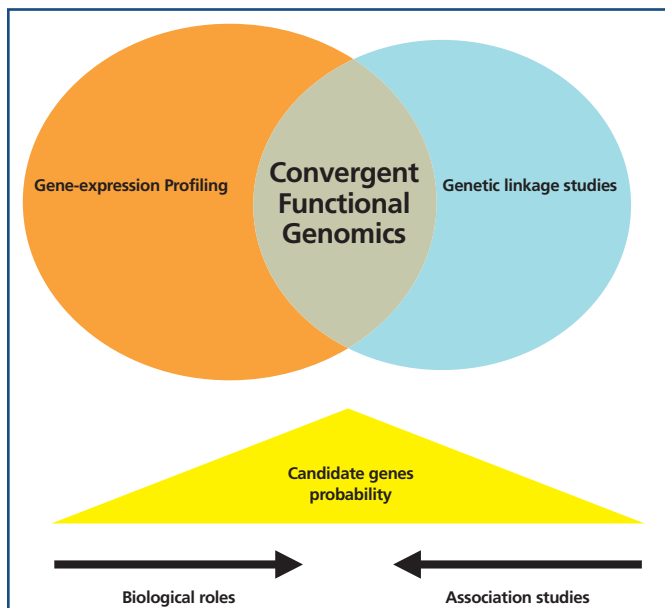 Gene-expression Profiling
Convergent
Functional
Genomics
Genetic linkage studies
Candidate genes
probability
Biological roles
Association studies